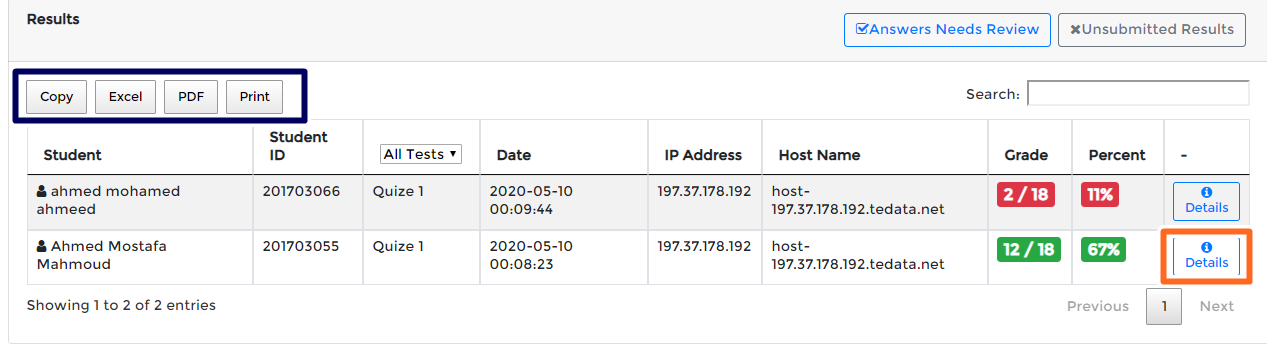 Results
Answers Needs Review
Unsubmitted Results
Copy Excel PDF Print
Search:
Student
Student ID
All Tests
Date
IP Address
Host Name
Grade
Percent
-
ahmed mohamed
ahmeed
201703066
Quize 1
2020-05-10
00:09:44
197.37.178.192
host-
197.37.178.192.tedata.net
2 / 18
11%
Details
Ahmed Mostafa
Mahmoud
201703055
Quize 1
2020-05-10
00:08:23
197.37.178.192
host-
197.37.178.192.tedata.net
12 / 18
67%
Details
Showing 1 to 2 of 2 entries
Previous 1 Next